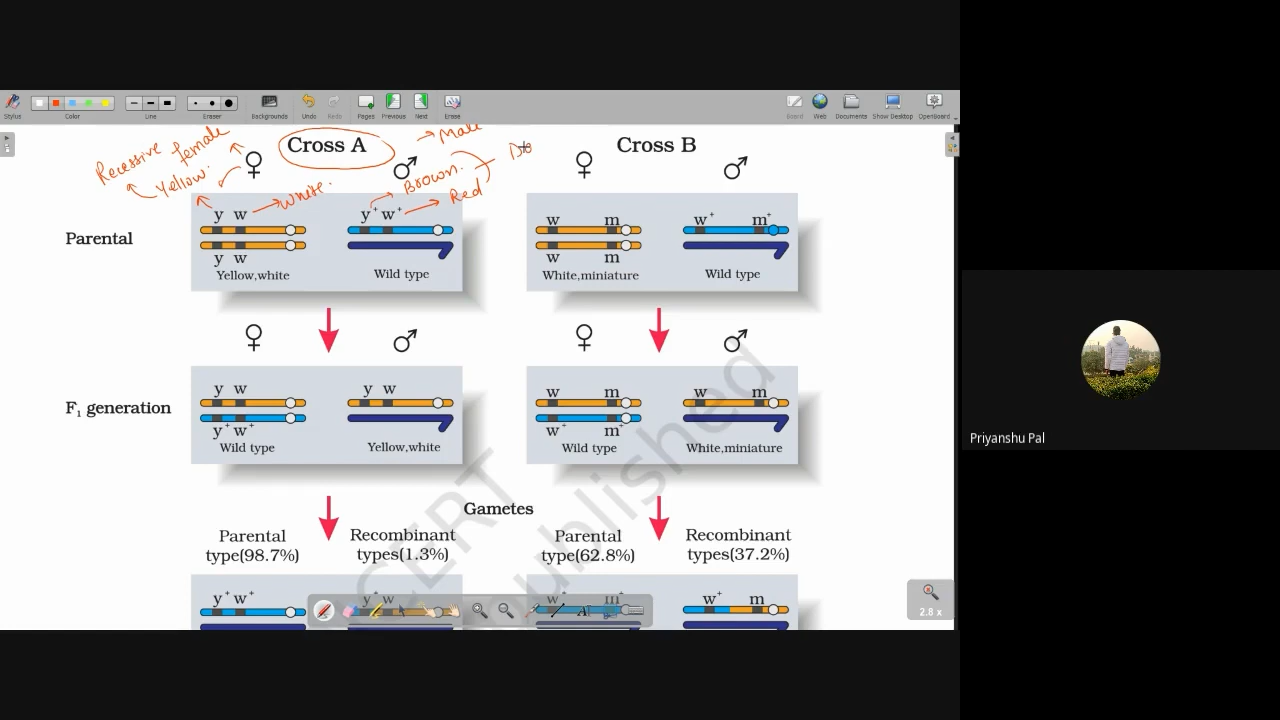 Stylus Color Line Eraser Backgrounds Undo Redo Pages Previous Next Erase Board Web Documents Show Desktop OpenBoard
Recessive female
Cross A
→ Male
Do
Cross B
♀ ♂ ♀ ♂
Yellow.
White.
Brown.
Red
y w y⁺ w⁺ w m w⁺ m⁺
Parental
y w w m
Yellow,white Wild type White,miniature Wild type
♀ ♂ ♀ ♂
y w y w w m w m
F₁ generation
y⁺ w⁺ w⁺ m⁺
Wild type Yellow,white Wild type White,miniature
Gametes
Parental Recombinant Parental Recombinant
type(98.7%) types(1.3%) type(62.8%) types(37.2%)
y⁺ w⁺ y⁺ w w⁺ m⁺ w⁺ m
2.8 x
Priyanshu Pal